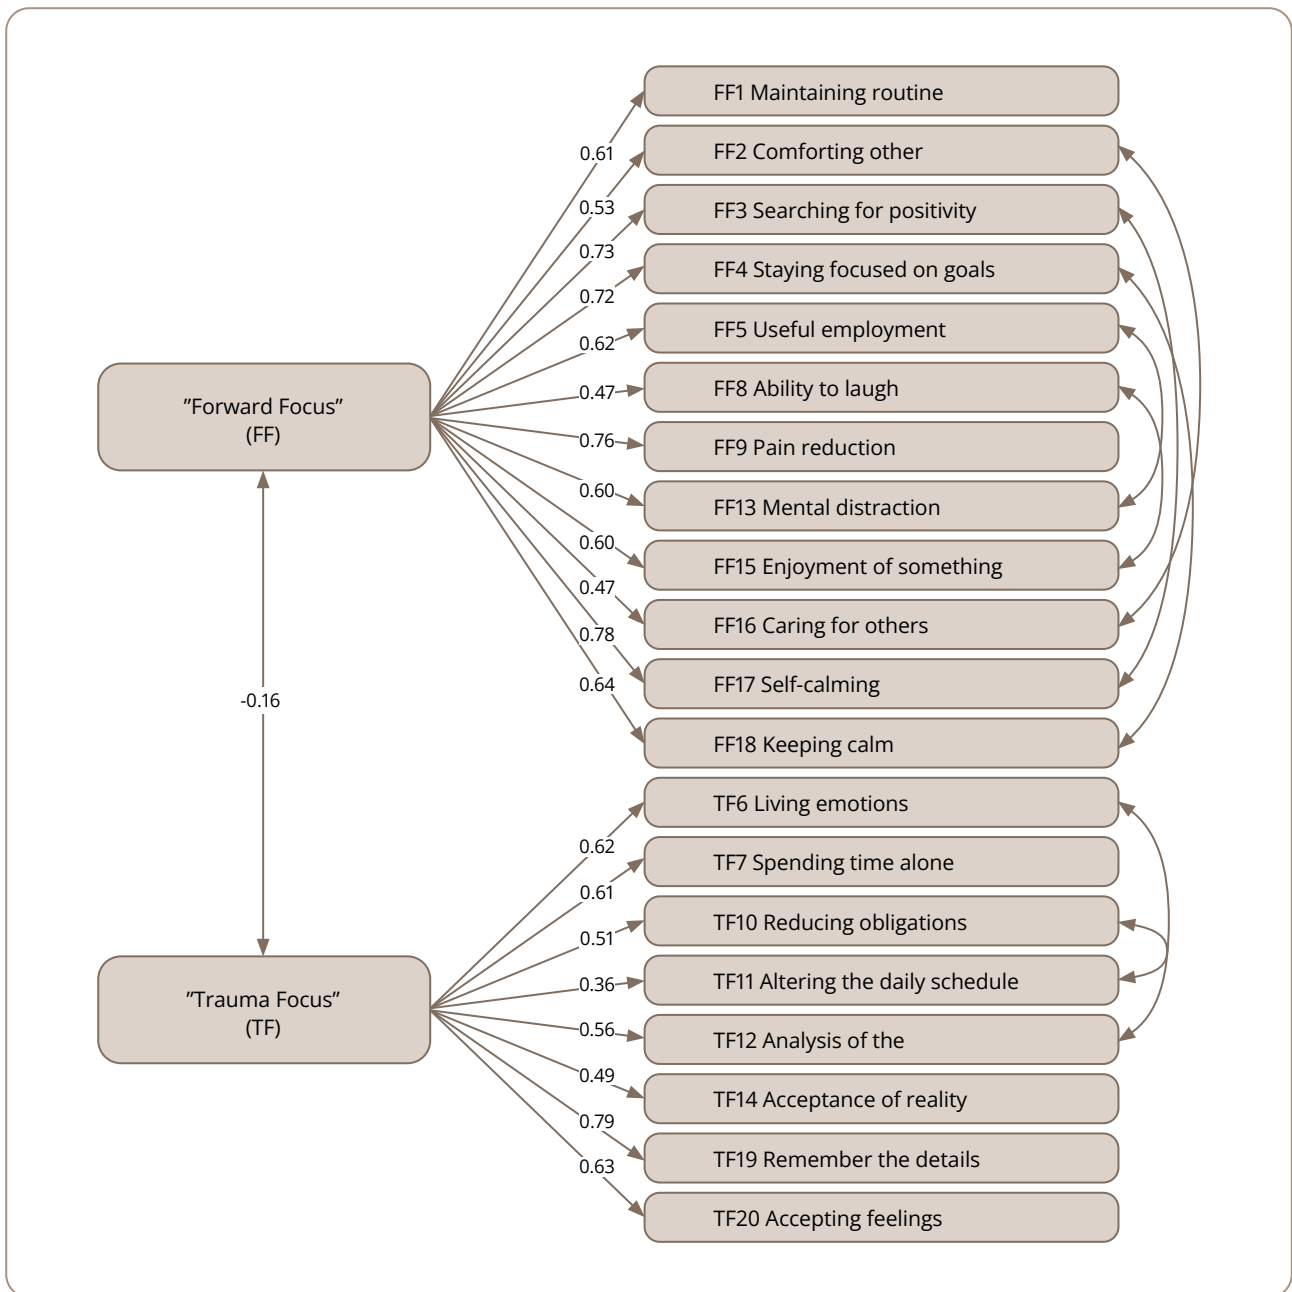 FF1 Maintaining routine
0.61
FF2 Comforting other
0.53
FF3 Searching for positivity
0.73
FF4 Staying focused on goals
0.72
FF5 Useful employment
0.62
FF8 Ability to laugh
0.47
”Forward Focus”
(FF)
FF9 Pain reduction
0.76
FF13 Mental distraction
0.60
FF15 Enjoyment of something
0.60
FF16 Caring for others
0.47
FF17 Self-calming
0.78
FF18 Keeping calm
0.64
-0.16
TF6 Living emotions
0.62
TF7 Spending time alone
0.61
TF10 Reducing obligations
0.51
TF11 Altering the daily schedule
0.36
”Trauma Focus”
(TF)
TF12 Analysis of the
0.56
TF14 Acceptance of reality
0.49
TF19 Remember the details
0.79
TF20 Accepting feelings
0.63